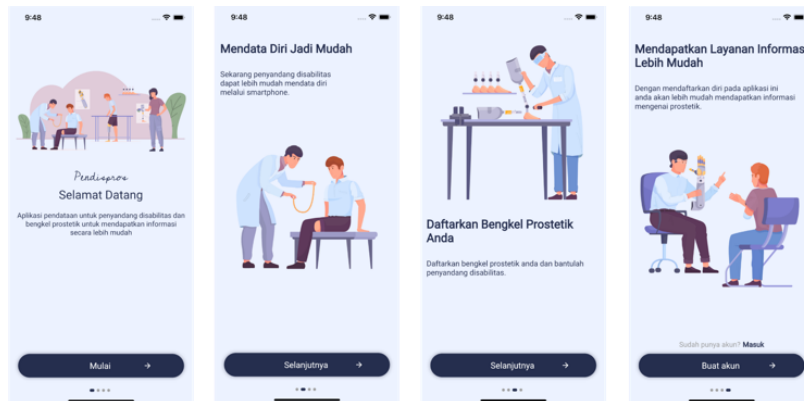 9:48
Pendispros
Selamat Datang
Aplikasi pendataan untuk penyandang disabilitas dan
bengkel prostetik untuk mendapatkan informasi
secara lebih mudah
Mulai
9:48
Mendata Diri Jadi Mudah
Sekarang penyandang disabilitas
dapat lebih mudah mendata diri
melalui smartphone.
Selanjutnya
9:48
Daftarkan Bengkel Prostetik
Anda
Daftarkan bengkel prostetik anda dan bantulah
penyandang disabilitas.
Selanjutnya
9:48
Mendapatkan Layanan Informas
Lebih Mudah
Dengan mendaftarkan diri pada aplikasi ini
anda akan lebih mudah mendapatkan informasi
mengenai prostetik.
Sudah punya akun? Masuk
Buat akun